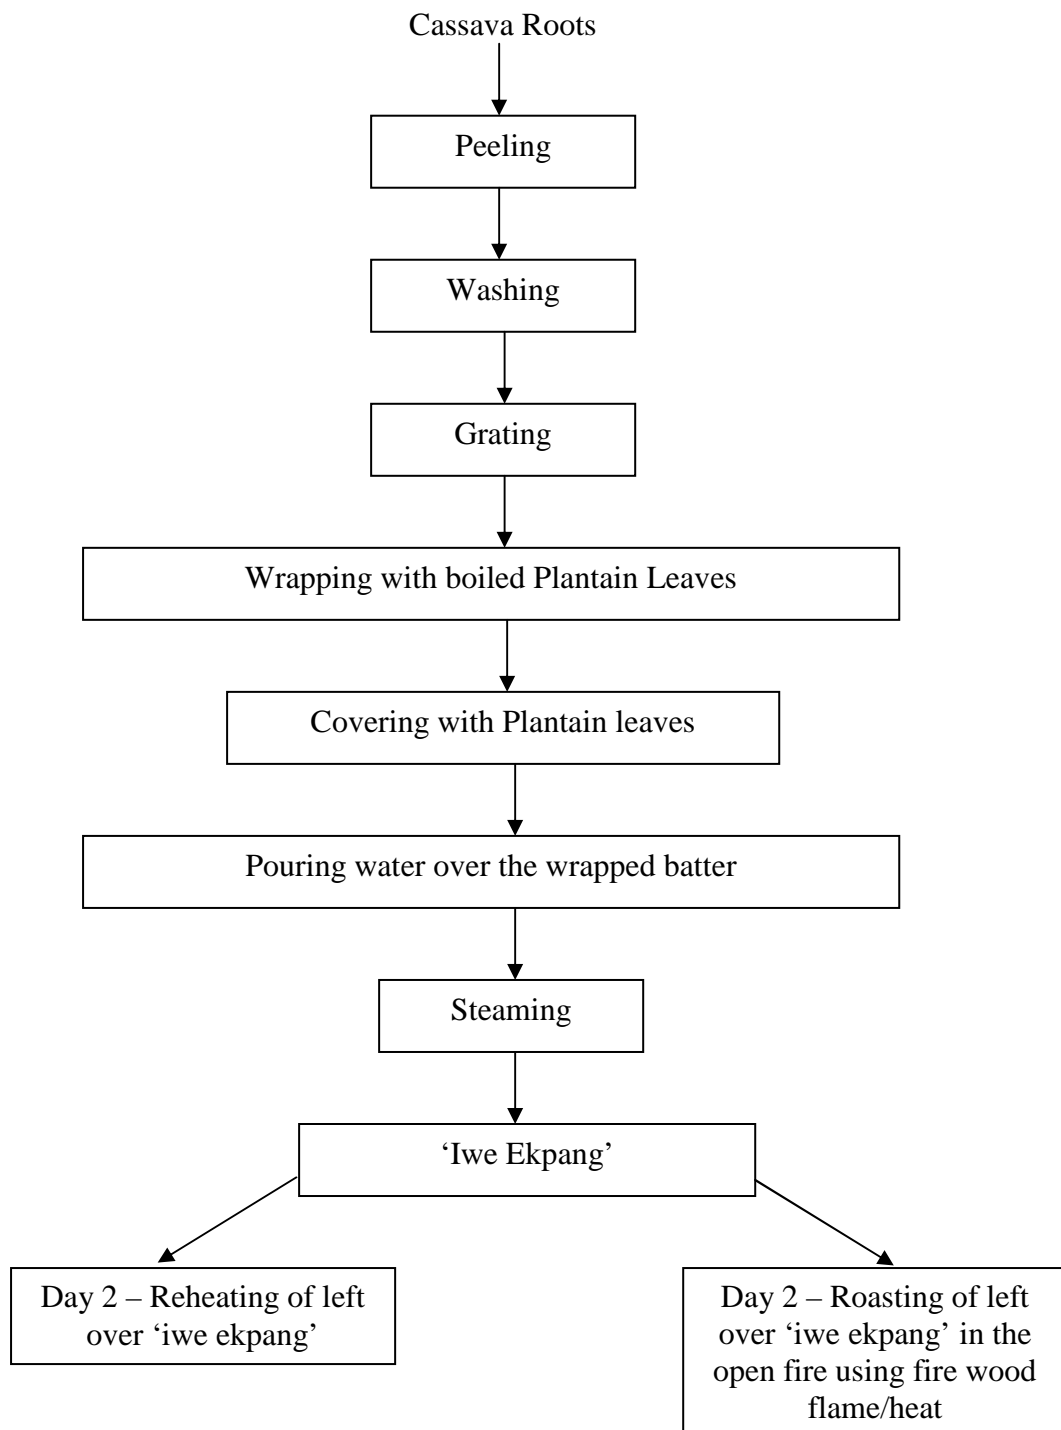 Cassava Roots
Peeling
Washing
Grating
Wrapping with boiled Plantain Leaves
Covering with Plantain leaves
Pouring water over the wrapped batter
Steaming
‘Iwe Ekpang’
Day 2 – Reheating of left
over ‘iwe ekpang’
Day 2 – Roasting of left
over ‘iwe ekpang’ in the
open fire using fire wood
flame/heat